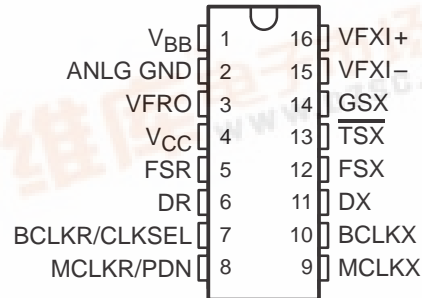 VBB 1 16 VFXI+
ANLG GND 2 15 VFXI–
VFRO 3 14 GSX
VCC 4 13 TSX
FSR 5 12 FSX
DR 6 11 DX
BCLKR/CLKSEL 7 10 BCLKX
MCLKR/PDN 8 9 MCLKX